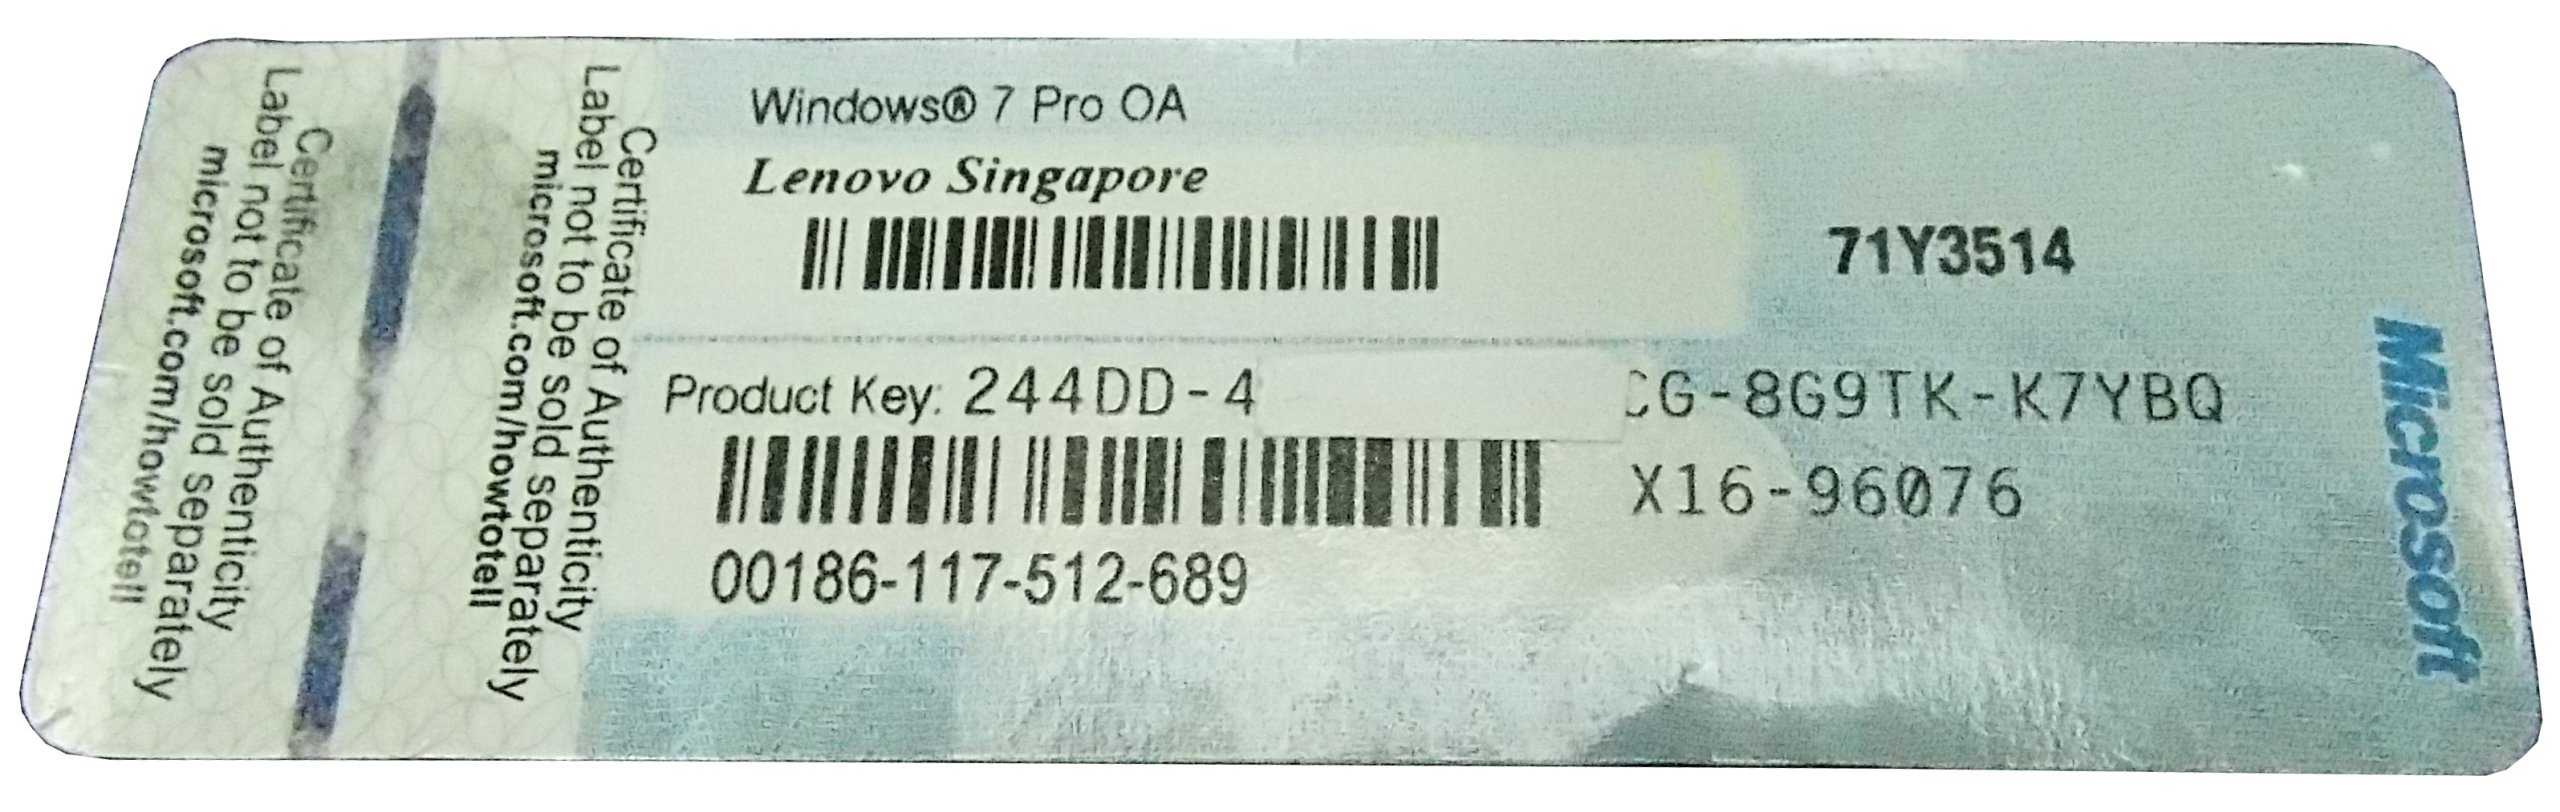 Certificate of Authenticity
Label not to be sold separately
microsoft.com/howtotell
Certificate of Authenticity
Label not to be sold separately
microsoft.com/howtotell
Windows® 7 Pro OA
Lenovo Singapore
71Y3514
Product Key: 244DD-4 CG-8G9TK-K7YBQ
X16-96076
00186-117-512-689
Microsoft